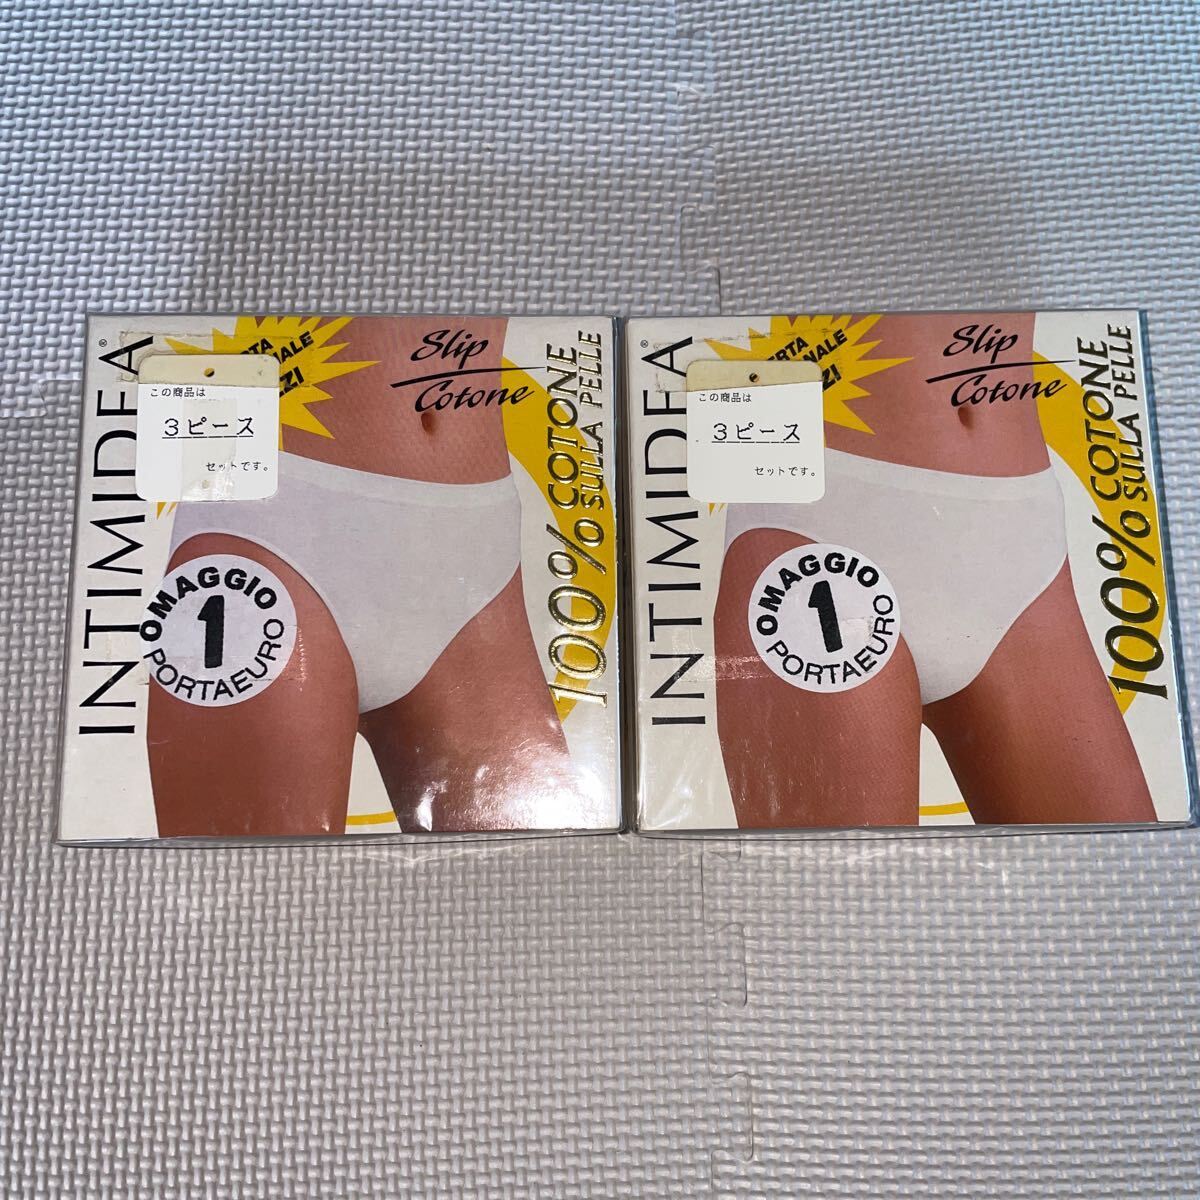 INTIMIDEA®
この商品は
3ピース
セットです。
Slip
Cotone
100% COTONE
SULLA PELLE
OMAGGIO
1
PORTAEURO
INTIMIDEA®
この商品は
3ピース
セットです。
Slip
Cotone
100% COTONE
SULLA PELLE
OMAGGIO
1
PORTAEURO